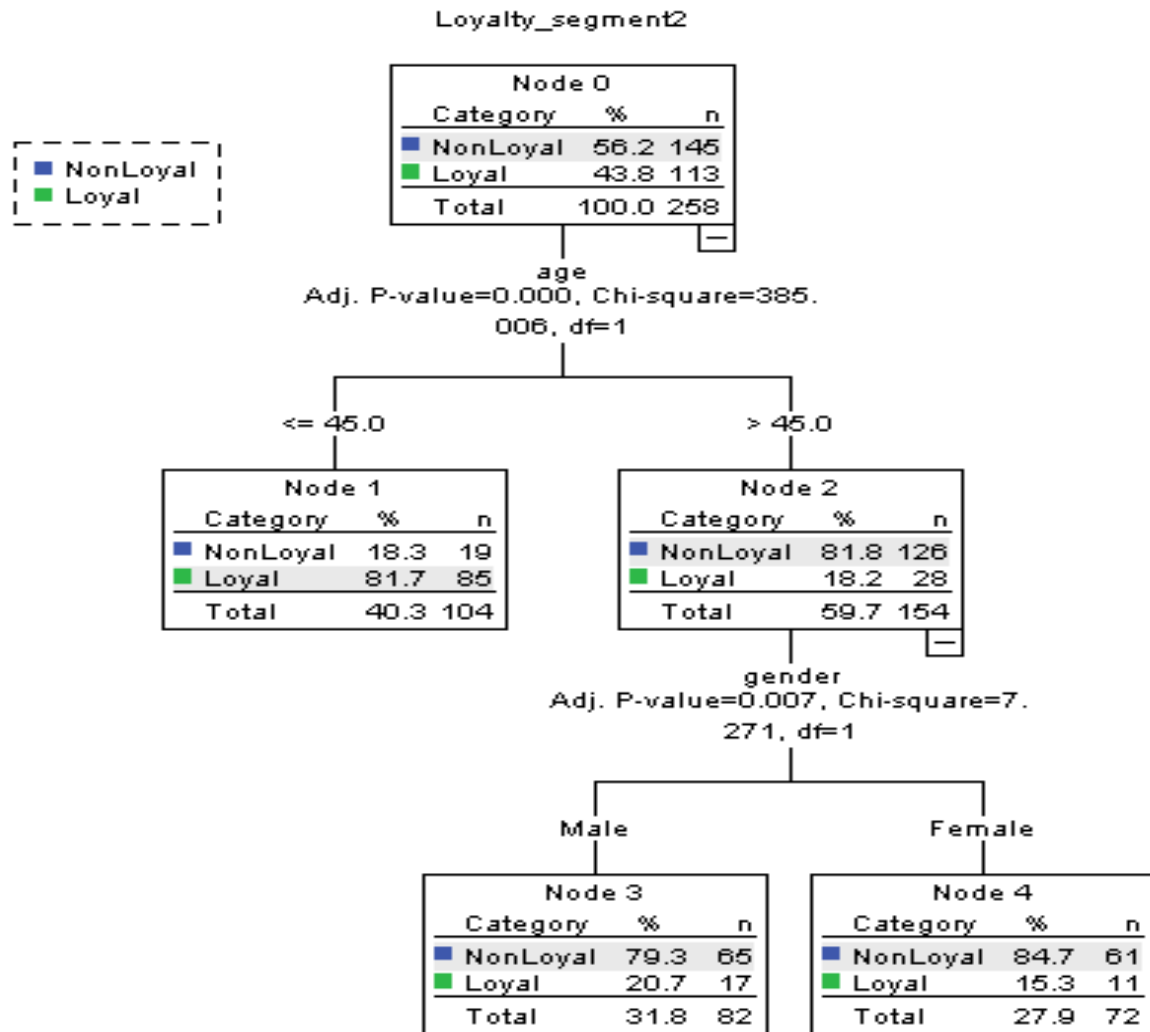 Loyalty_segment2
NonLoyal
Loyal
Node 0
Category % n
NonLoyal 56.2 145
Loyal 43.8 113
Total 100.0 258
age
Adj. P-value=0.000, Chi-square=385.
006, df=1
<= 45.0
> 45.0
Node 1
Category % n
NonLoyal 18.3 19
Loyal 81.7 85
Total 40.3 104
Node 2
Category % n
NonLoyal 81.8 126
Loyal 18.2 28
Total 59.7 154
gender
Adj. P-value=0.007, Chi-square=7.
271, df=1
Male
Female
Node 3
Category % n
NonLoyal 79.3 65
Loyal 20.7 17
Total 31.8 82
Node 4
Category % n
NonLoyal 84.7 61
Loyal 15.3 11
Total 27.9 72